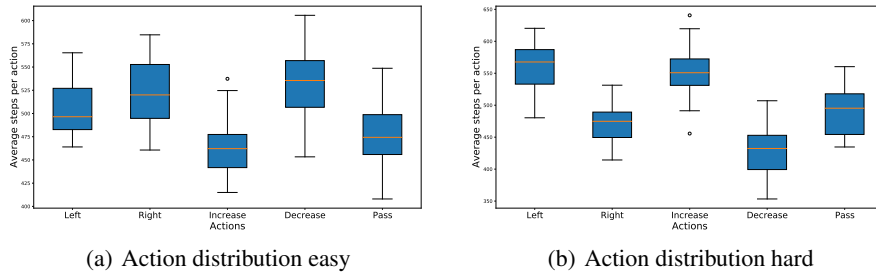 Average steps per action
600
575
550
525
500
475
450
425
400
Left Right Increase Decrease Pass
Actions
(a) Action distribution easy
Average steps per action
650
600
550
500
450
400
350
Left Right Increase Decrease Pass
Actions
(b) Action distribution hard